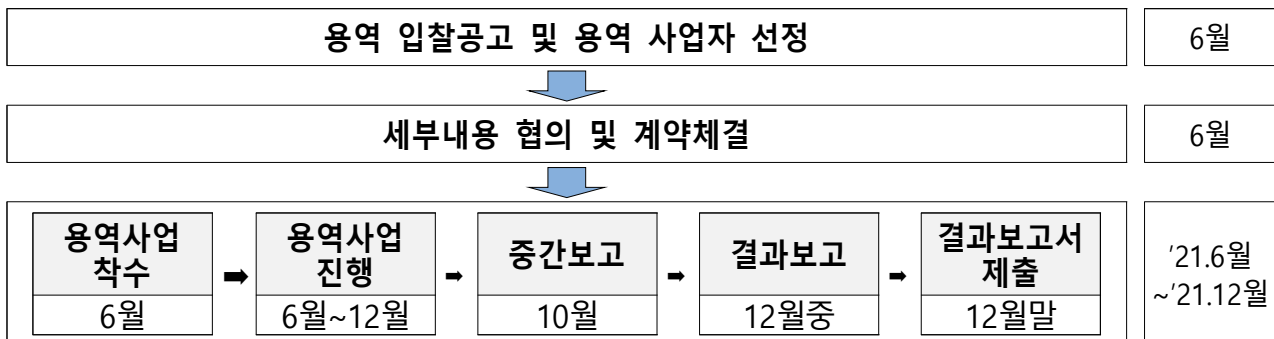 용역 입찰공고 및 용역 사업자 선정
6월
세부내용 협의 및 계약체결
6월
용역사업
착수
6월
용역사업
진행
6월~12월
중간보고
10월
결과보고
12월중
결과보고서
제출
12월말
'21.6월
~'21.12월